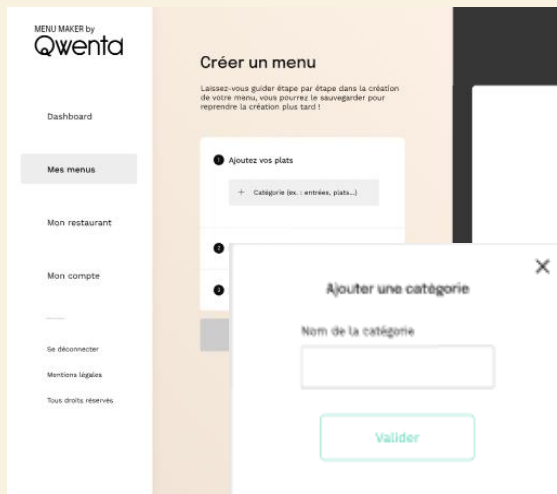 MENU MAKER by
Qwenta
Dashboard
Mes menus
Mon restaurant
Mon compte
Se déconnecter
Mentions légales
Tous droits réservés
Créer un menu
Laissez-vous guider étape par étape dans la création
de votre menu, vous pourrez le sauvegarder pour
reprendre la création plus tard !
1 Ajoutez vos plats
+ Catégorie (ex. : entrées, plats...)
2
3
Ajouter une catégorie
Nom de la catégorie
Valider